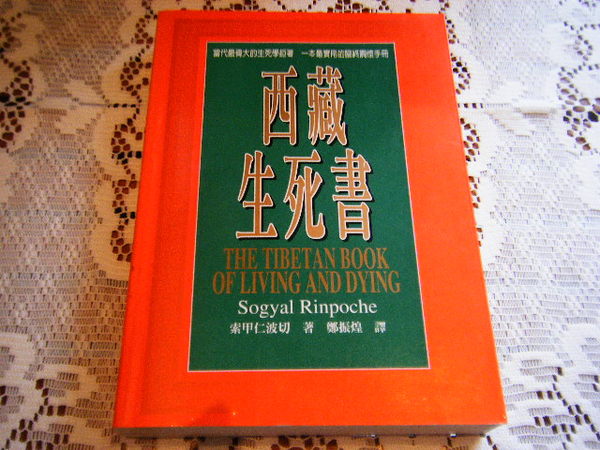 當代最偉大的生死學巨著 一本最實用的臨終關懷手冊
西藏
生死書
THE TIBETAN BOOK
OF LIVING AND DYING
Sogyal Rinpoche
索甲仁波切 著 鄭振煌 譯